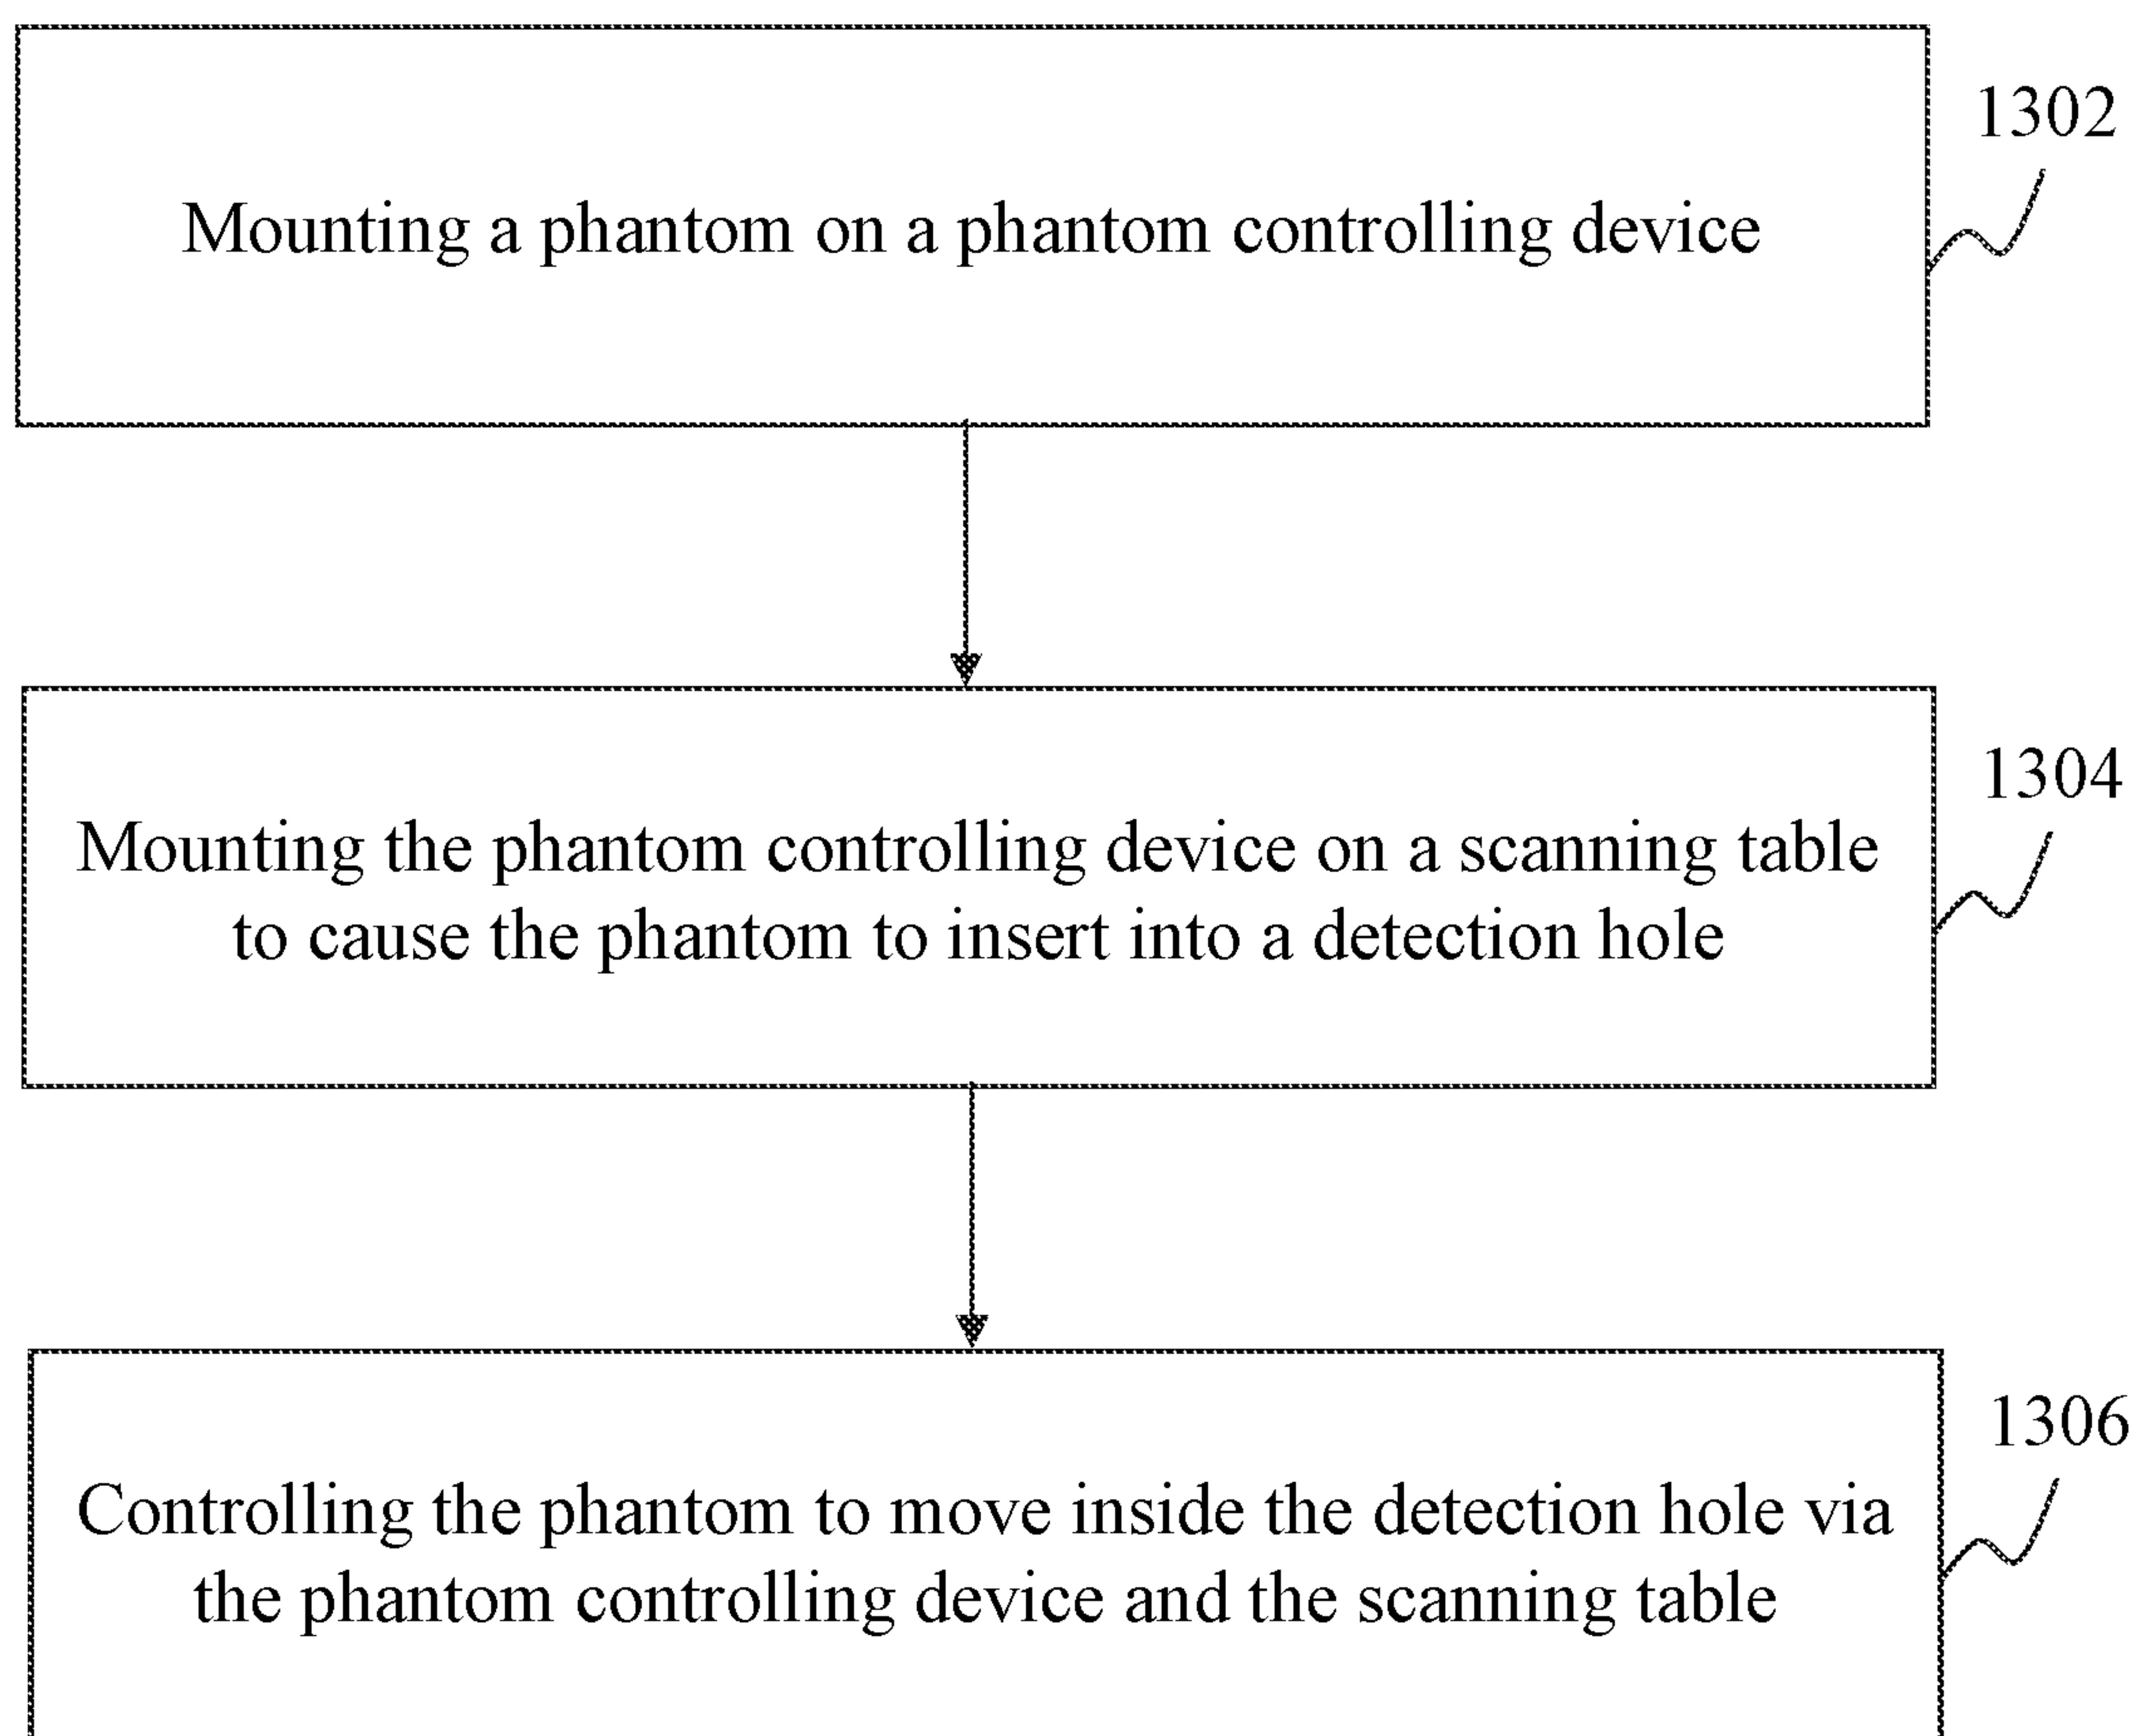 1302
Mounting a phantom on a phantom controlling device
1304
Mounting the phantom controlling device on a scanning table
to cause the phantom to insert into a detection hole
1306
Controlling the phantom to move inside the detection hole via
the phantom controlling device and the scanning table